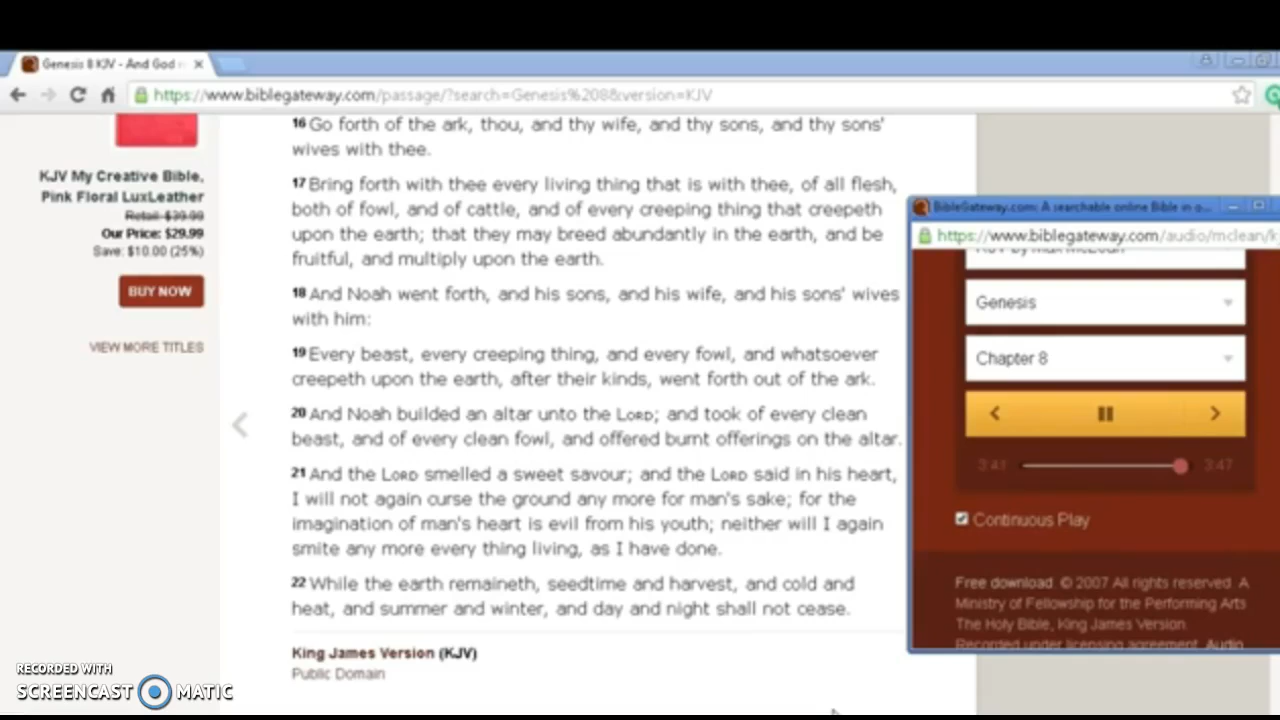 Genesis 8 KJV - And God
https://www.biblegateway.com/passage/?search=Genesis%208&version=KJV
KJV My Creative Bible,
Pink Floral LuxLeather
Retail: $39.99
Our Price: $29.99
Save: $10.00 (25%)
BUY NOW
VIEW MORE TITLES
16 Go forth of the ark, thou, and thy wife, and thy sons, and thy sons'
wives with thee.
17 Bring forth with thee every living thing that is with thee, of all flesh,
both of fowl, and of cattle, and of every creeping thing that creepeth
upon the earth; that they may breed abundantly in the earth, and be
fruitful, and multiply upon the earth.
18 And Noah went forth, and his sons, and his wife, and his sons' wives
with him:
19 Every beast, every creeping thing, and every fowl, and whatsoever
creepeth upon the earth, after their kinds, went forth out of the ark.
20 And Noah builded an altar unto the LORD; and took of every clean
beast, and of every clean fowl, and offered burnt offerings on the altar.
21 And the LORD smelled a sweet savour; and the LORD said in his heart,
I will not again curse the ground any more for man's sake; for the
imagination of man's heart is evil from his youth; neither will I again
smite any more every thing living, as I have done.
22 While the earth remaineth, seedtime and harvest, and cold and
heat, and summer and winter, and day and night shall not cease.
King James Version (KJV)
Public Domain
BibleGateway.com: A searchable online Bible in o...
https://www.biblegateway.com/audio/mclean/k
KJV by Max McLean
Genesis
Chapter 8
3:41
3:47
Continuous Play
Free download. © 2007 All rights reserved. A
Ministry of Fellowship for the Performing Arts
The Holy Bible, King James Version
Recorded under licensing agreement. Audio
RECORDED WITH
SCREENCAST MATIC